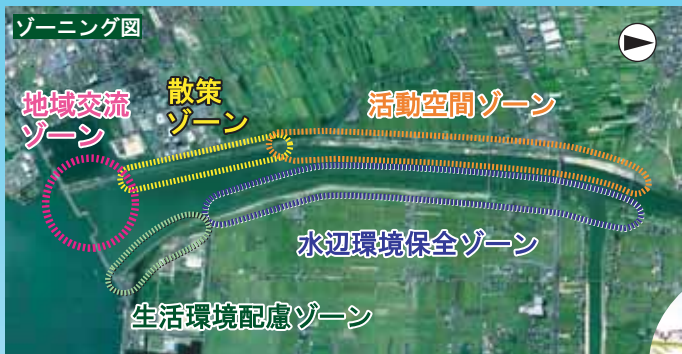 ゾーニング図
地域交流
ゾーン
散策
ゾーン
活動空間ゾーン
水辺環境保全ゾーン
生活環境配慮ゾーン